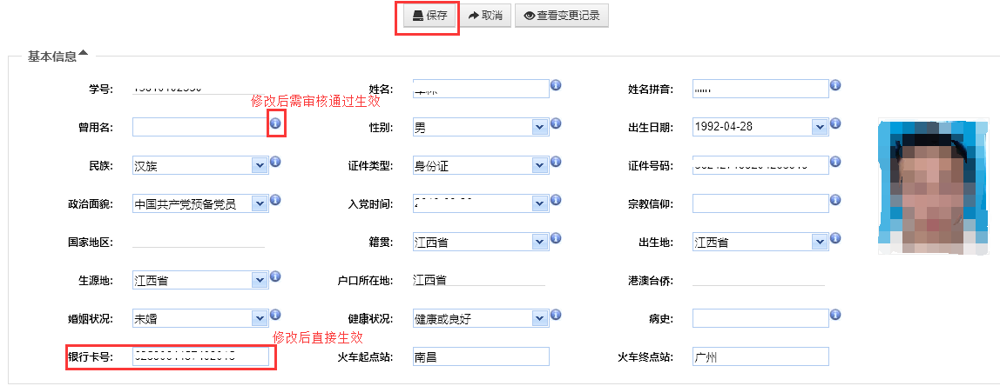 保存 取消 查看变更记录
基本信息
学号: 姓名: 姓名拼音:
修改后需审核通过生效
曾用名: 性别: 男 出生日期: 1992-04-28
民族: 汉族 证件类型: 身份证 证件号码:
政治面貌: 中国共产党预备党员 入党时间: 宗教信仰:
国家地区: 籍贯: 江西省 出生地: 江西省
生源地: 江西省 户口所在地: 江西省 港澳台侨:
婚姻状况: 未婚 健康状况: 健康或良好 病史:
修改后直接生效
银行卡号: 火车起点站: 南昌 火车终点站: 广州